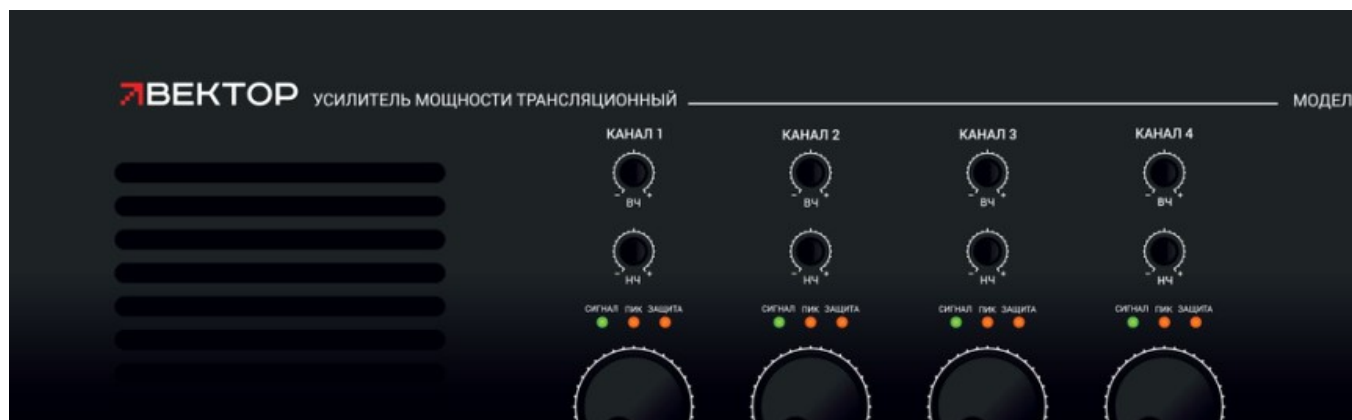 ВЕКТОР УСИЛИТЕЛЬ МОЩНОСТИ ТРАНСЛЯЦИОННЫЙ МОДЕЛ
КАНАЛ 1 КАНАЛ 2 КАНАЛ 3 КАНАЛ 4
- ВЧ + - ВЧ + - ВЧ + - ВЧ +
- НЧ + - НЧ + - НЧ + - НЧ +
СИГНАЛ ПИК ЗАЩИТА СИГНАЛ ПИК ЗАЩИТА СИГНАЛ ПИК ЗАЩИТА СИГНАЛ ПИК ЗАЩИТА